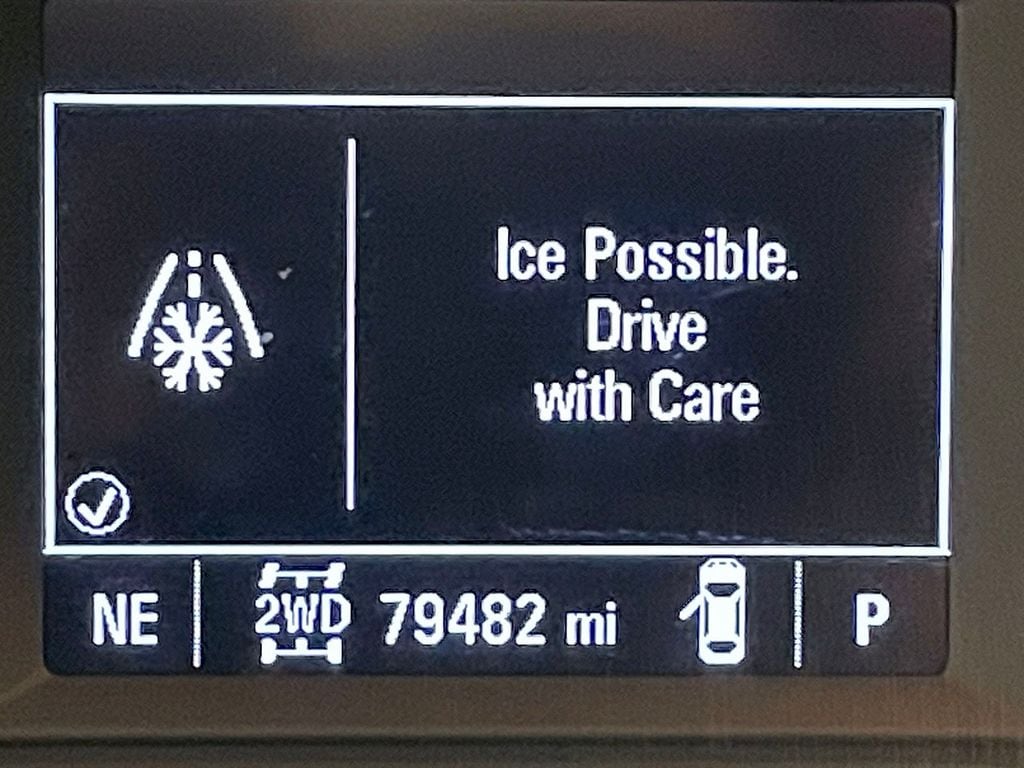 Ice Possible.
Drive
with Care
NE 2WD 79482 mi P